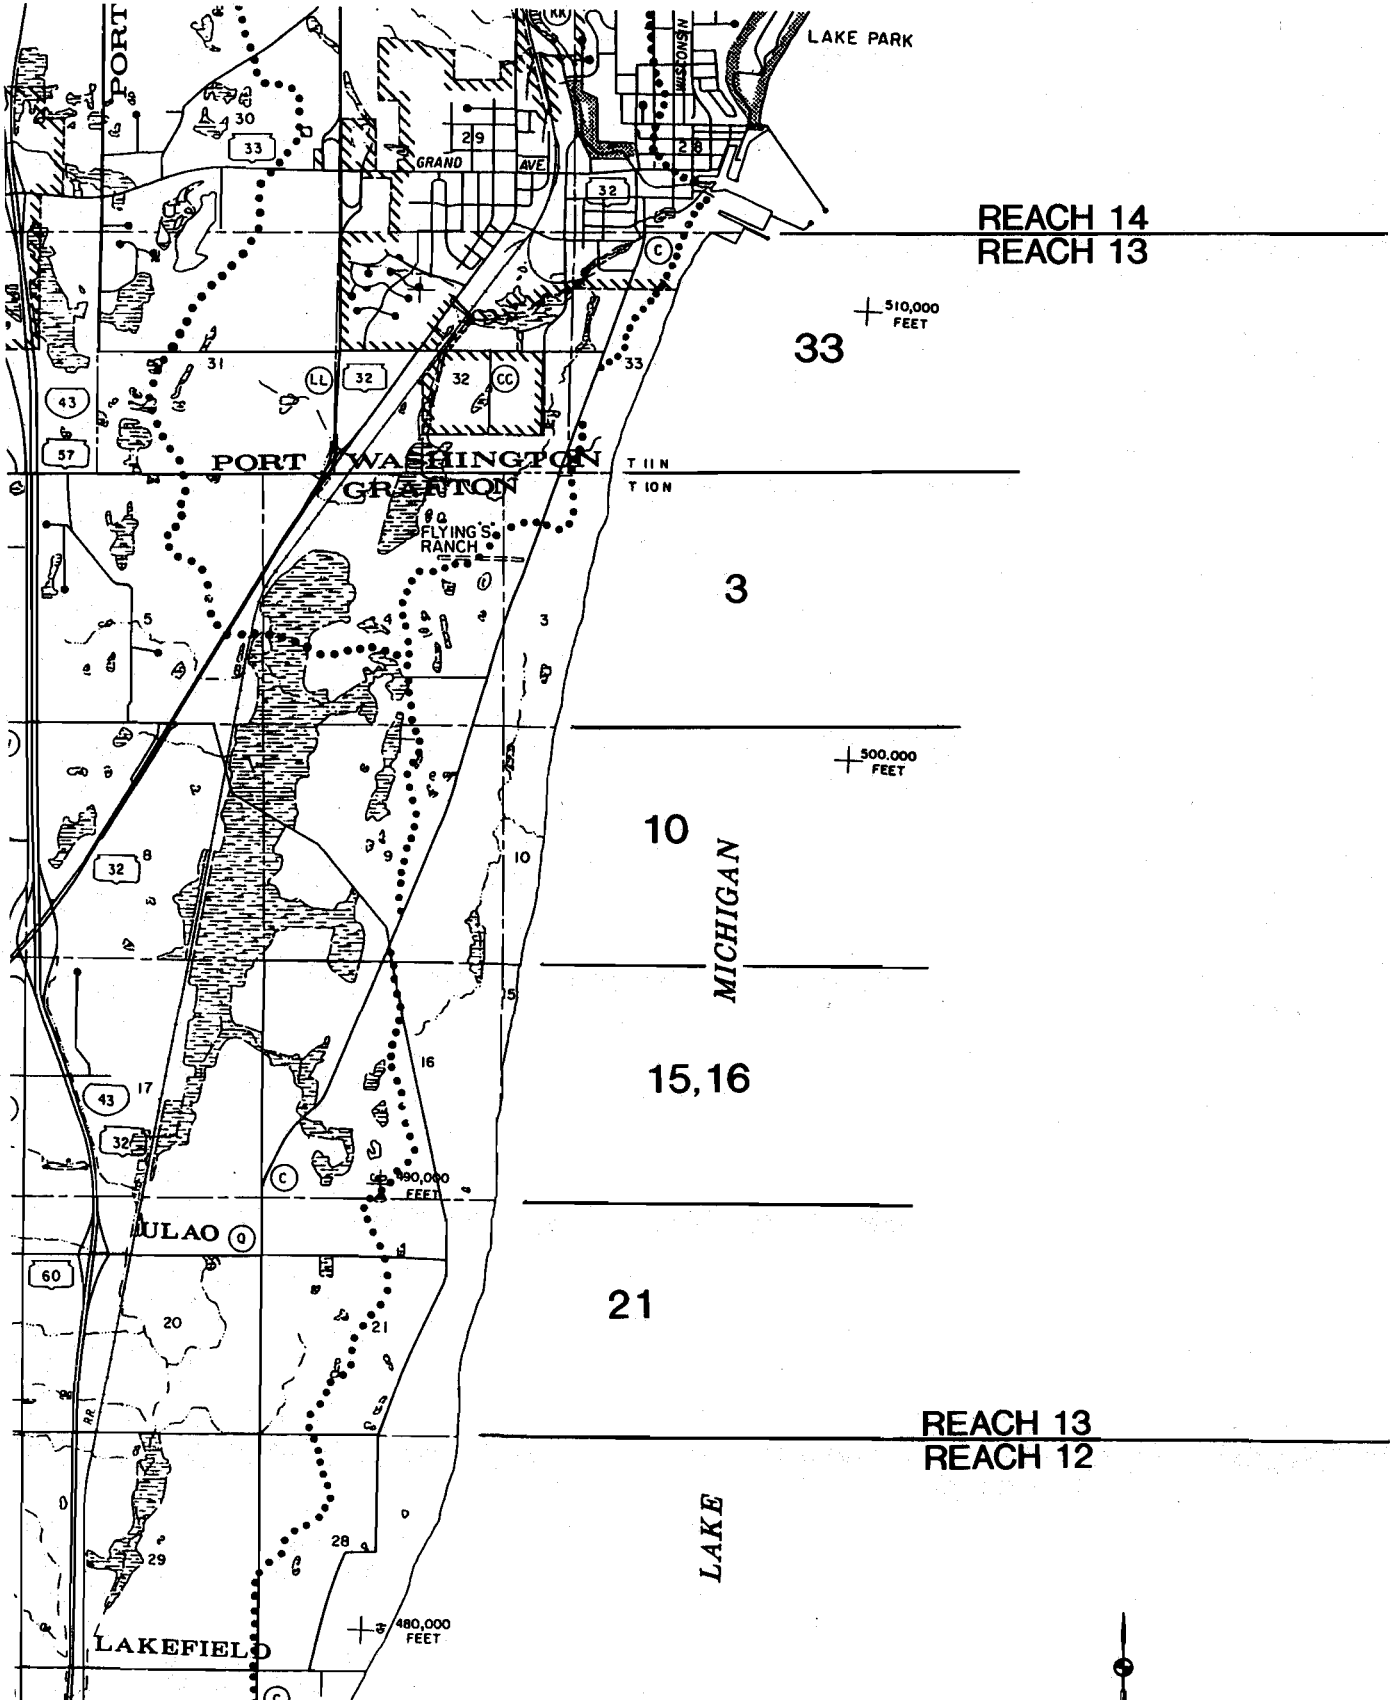 PORT
KK
WISCONSIN
LAKE PARK
30
33
29
28
GRAND AVE.
32
REACH 14
REACH 13
C
510,000
FEET
33
31
LL
32
32
CC
33
43
57
PORT WASHINGTON
T 11 N
GRAFTON
T 10 N
FLYING'S
RANCH
3
5
4
3
500.000
FEET
10
8
32
9
10
MICHIGAN
15
15,16
16
17
43
32
C
490,000
FEET
ULAO
Q
60
21
20
21
R.R.
REACH 13
REACH 12
LAKE
28
29
480,000
FEET
LAKEFIELD
C